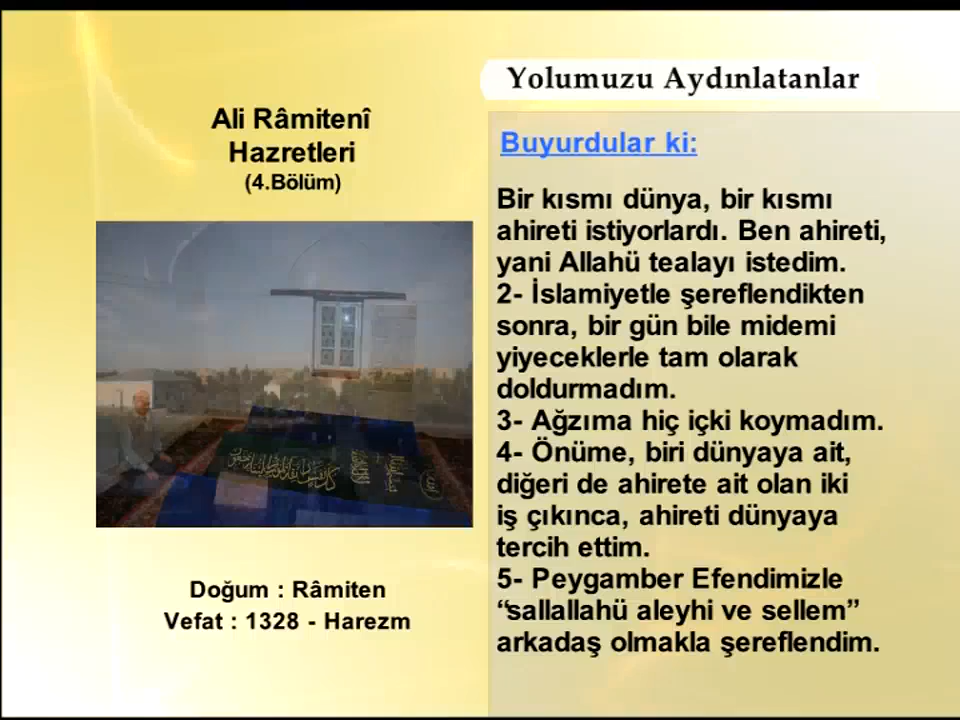 Yolumuzu Aydınlatanlar
Ali Râmitenî
Hazretleri
(4.Bölüm)
Doğum : Râmiten
Vefat : 1328 - Harezm
Buyurdular ki:
Bir kısmı dünya, bir kısmı
ahireti istiyorlardı. Ben ahireti,
yani Allahü tealayı istedim.
2- İslamiyetle şereflendikten
sonra, bir gün bile midemi
yiyeceklerle tam olarak
doldurmadım.
3- Ağzıma hiç içki koymadım.
4- Önüme, biri dünyaya ait,
diğeri de ahirete ait olan iki
iş çıkınca, ahireti dünyaya
tercih ettim.
5- Peygamber Efendimizle
“sallallahü aleyhi ve sellem”
arkadaş olmakla şereflendim.